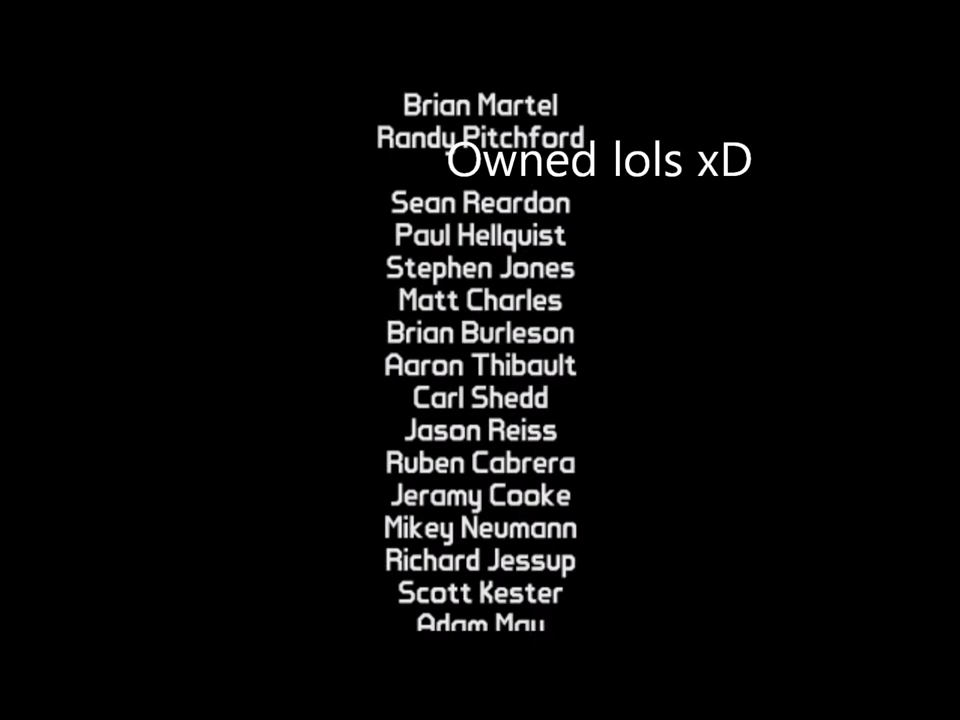 Brian Martel
Randy Pitchford
Owned lols xD
Sean Reardon
Paul Hellquist
Stephen Jones
Matt Charles
Brian Burleson
Aaron Thibault
Carl Shedd
Jason Reiss
Ruben Cabrera
Jeramy Cooke
Mikey Neumann
Richard Jessup
Scott Kester
Adam May